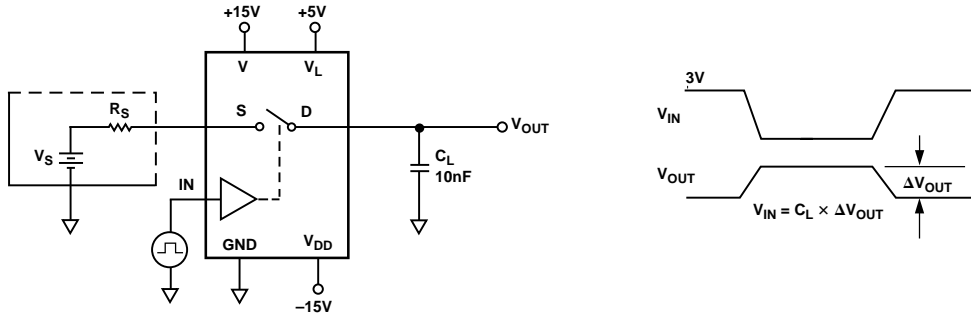 +15V +5V
V V_L
R_S S D
V_OUT
V_S
C_L
10nF
IN
GND V_DD
–15V
3V
V_IN
V_OUT
ΔV_OUT
V_IN = C_L × ΔV_OUT